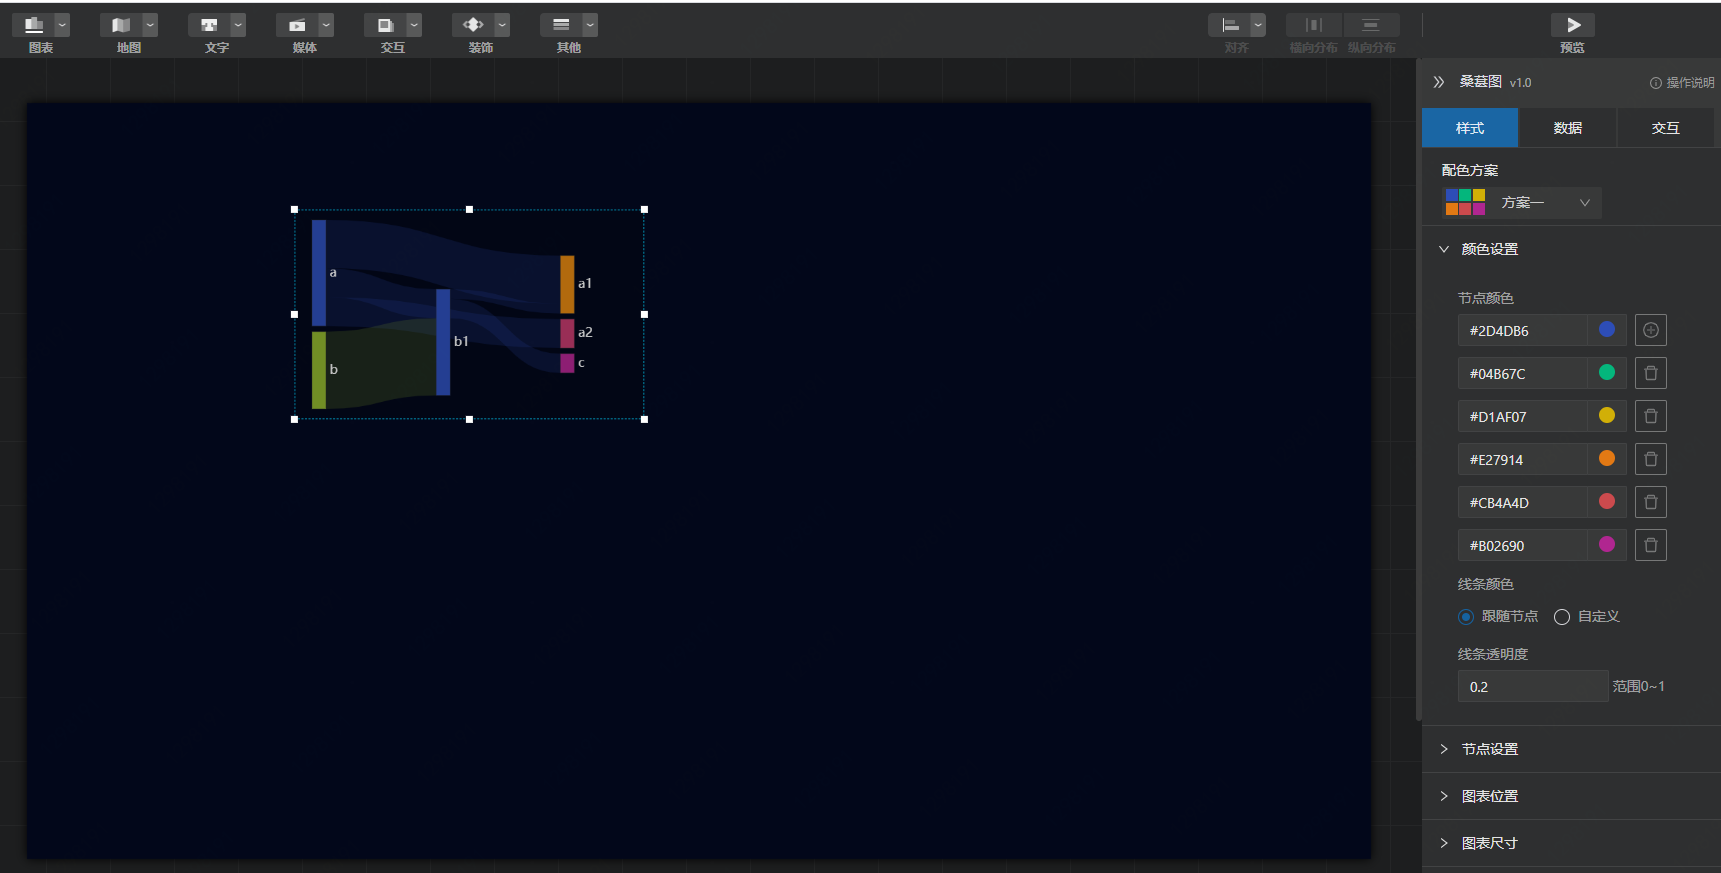 图表
地图
文字
媒体
交互
装饰
其他
对齐
横向分布
纵向分布
预览
桑葚图 v1.0
操作说明
样式
数据
交互
配色方案
方案一
颜色设置
节点颜色
#2D4DB6
#04B67C
#D1AF07
#E27914
#CB4A4D
#B02690
线条颜色
跟随节点
自定义
线条透明度
0.2
范围0~1
节点设置
图表位置
图表尺寸
a
b
b1
a1
a2
c